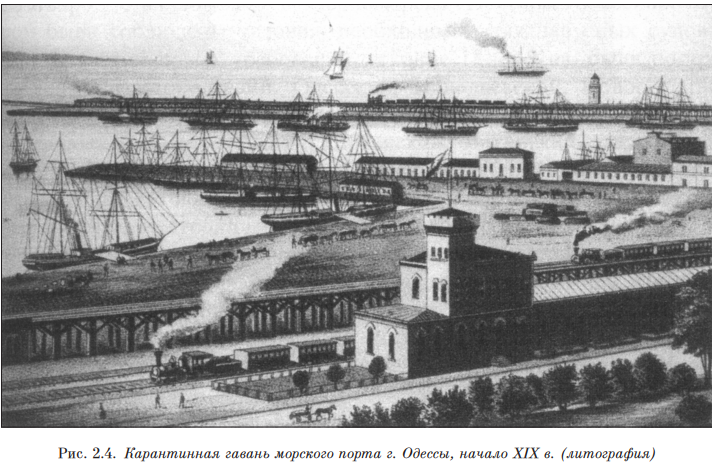 Рис. 2.4. Карантинная гавань морского порта г. Одессы, начало XIX в. (литография)